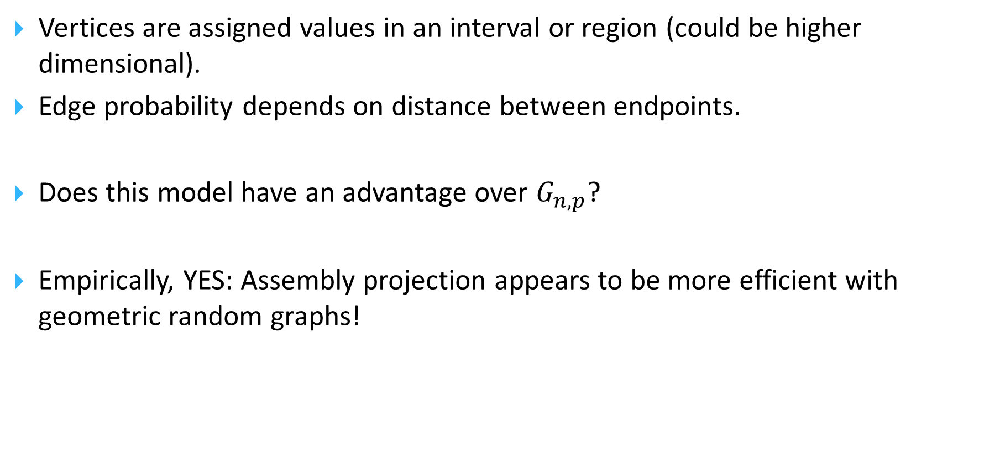 Vertices are assigned values in an interval or region (could be higher
dimensional).
Edge probability depends on distance between endpoints.
Does this model have an advantage over $G_{n,p}$?
Empirically, YES: Assembly projection appears to be more efficient with
geometric random graphs!